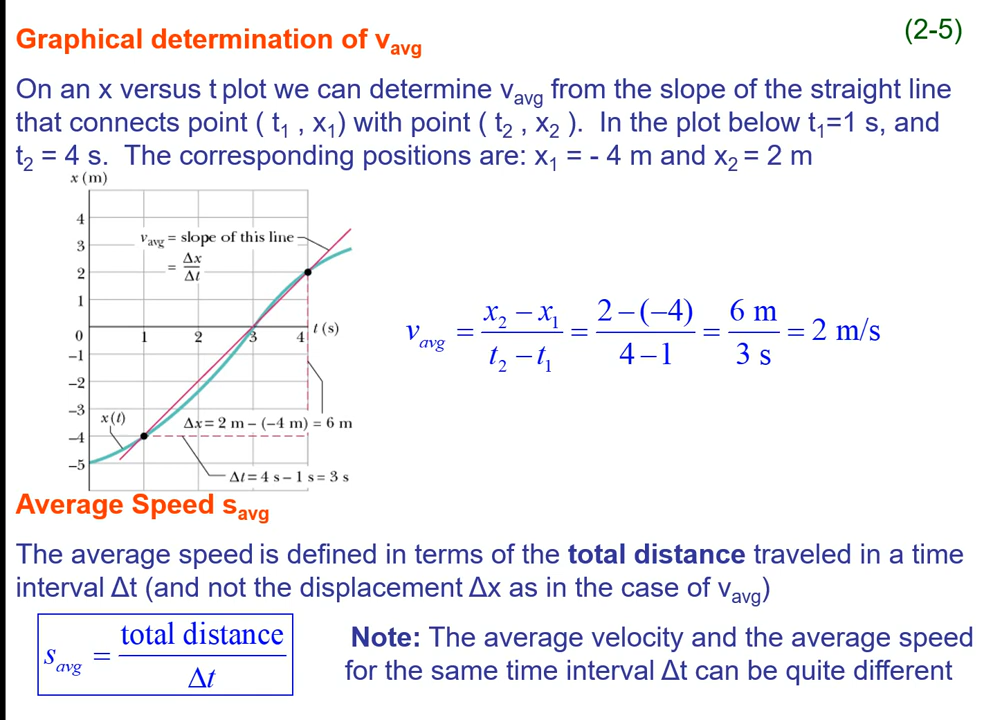 (2-5)
Graphical determination of v_avg
On an x versus t plot we can determine v_avg from the slope of the straight line
that connects point ( t₁ , x₁) with point ( t₂ , x₂ ). In the plot below t₁=1 s, and
t₂ = 4 s. The corresponding positions are: x₁ = - 4 m and x₂ = 2 m
x (m)
4
3
2
1
0
−1
−2
−3
−4
−5
v_avg = slope of this line
= Δx/Δt
1 2 3 4
t (s)
x(t)
Δx = 2 m − (−4 m) = 6 m
Δt = 4 s − 1 s = 3 s
v_avg = (x₂ − x₁)/(t₂ − t₁) = (2 − (−4))/(4 − 1) = 6 m/3 s = 2 m/s
Average Speed s_avg
The average speed is defined in terms of the total distance traveled in a time
interval Δt (and not the displacement Δx as in the case of v_avg)
s_avg = total distance/Δt
Note: The average velocity and the average speed
for the same time interval Δt can be quite different